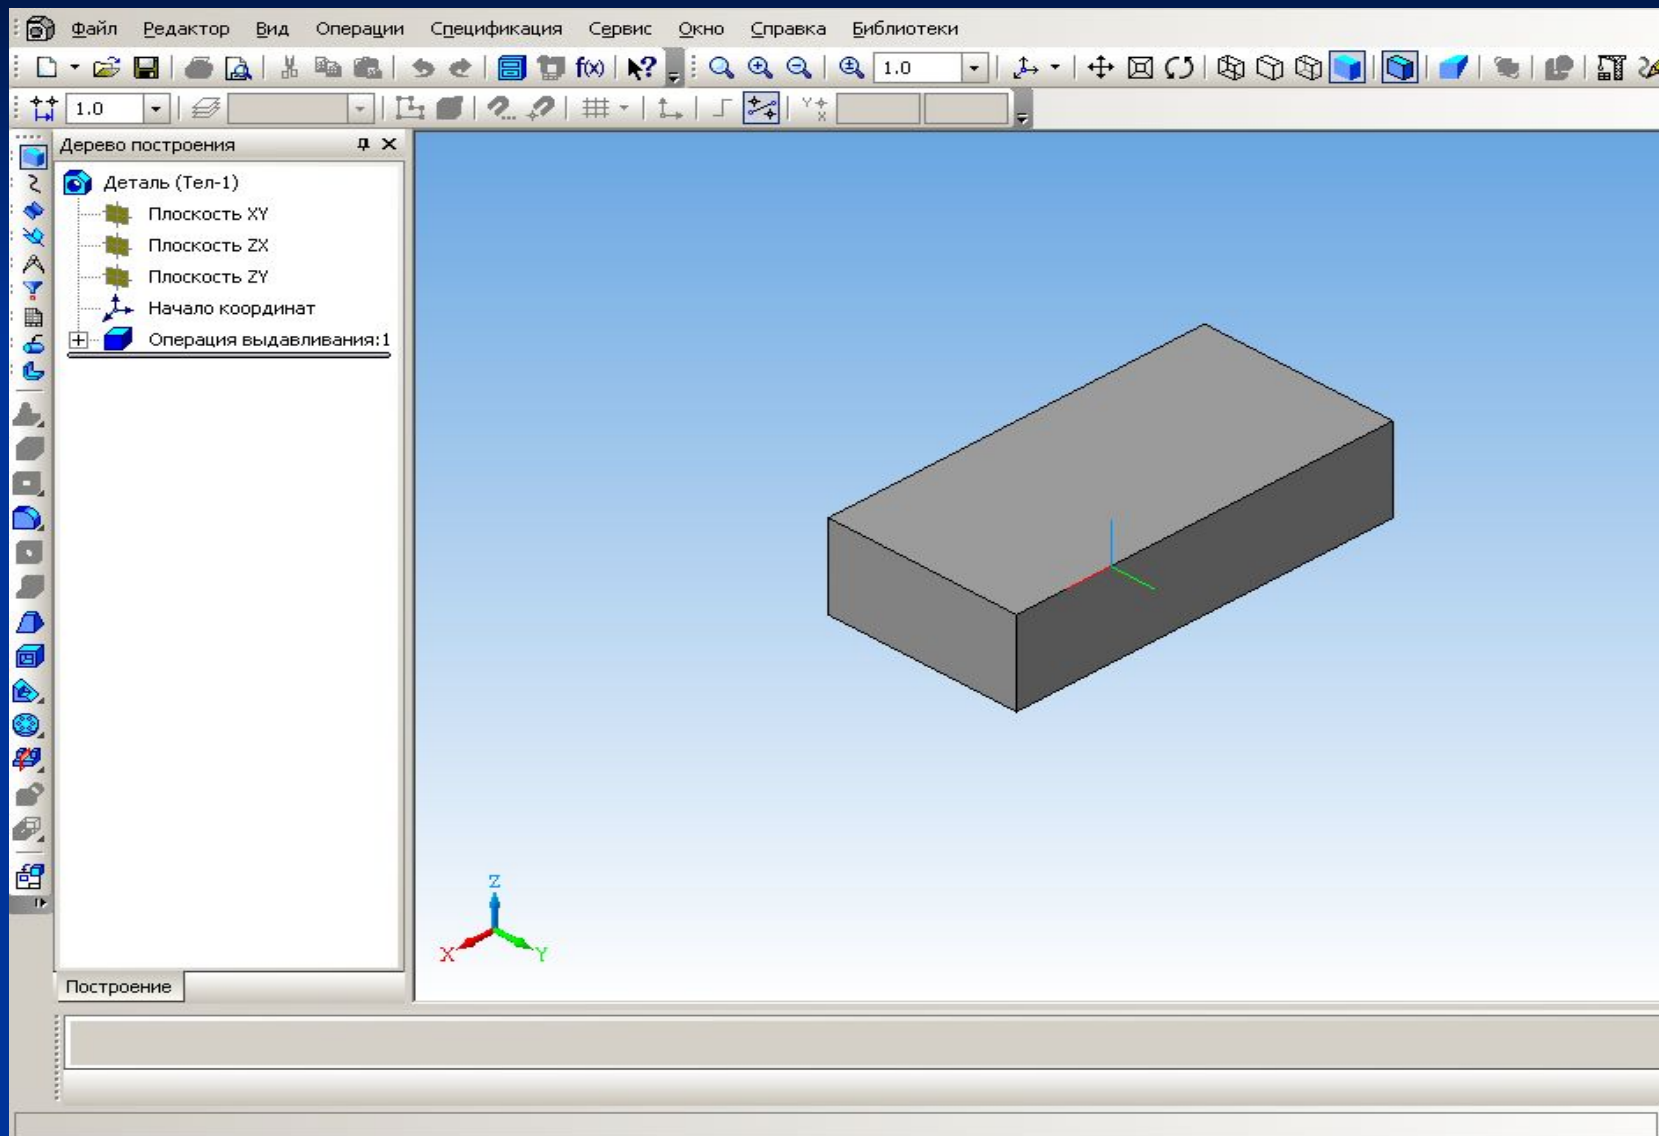 Файл Редактор Вид Операции Спецификация Сервис Окно Справка Библиотеки
f(x) ? 1.0
1.0
Дерево построения
Деталь (Тел-1)
Плоскость XY
Плоскость ZX
Плоскость ZY
Начало координат
Операция выдавливания:1
Z
X Y
Построение